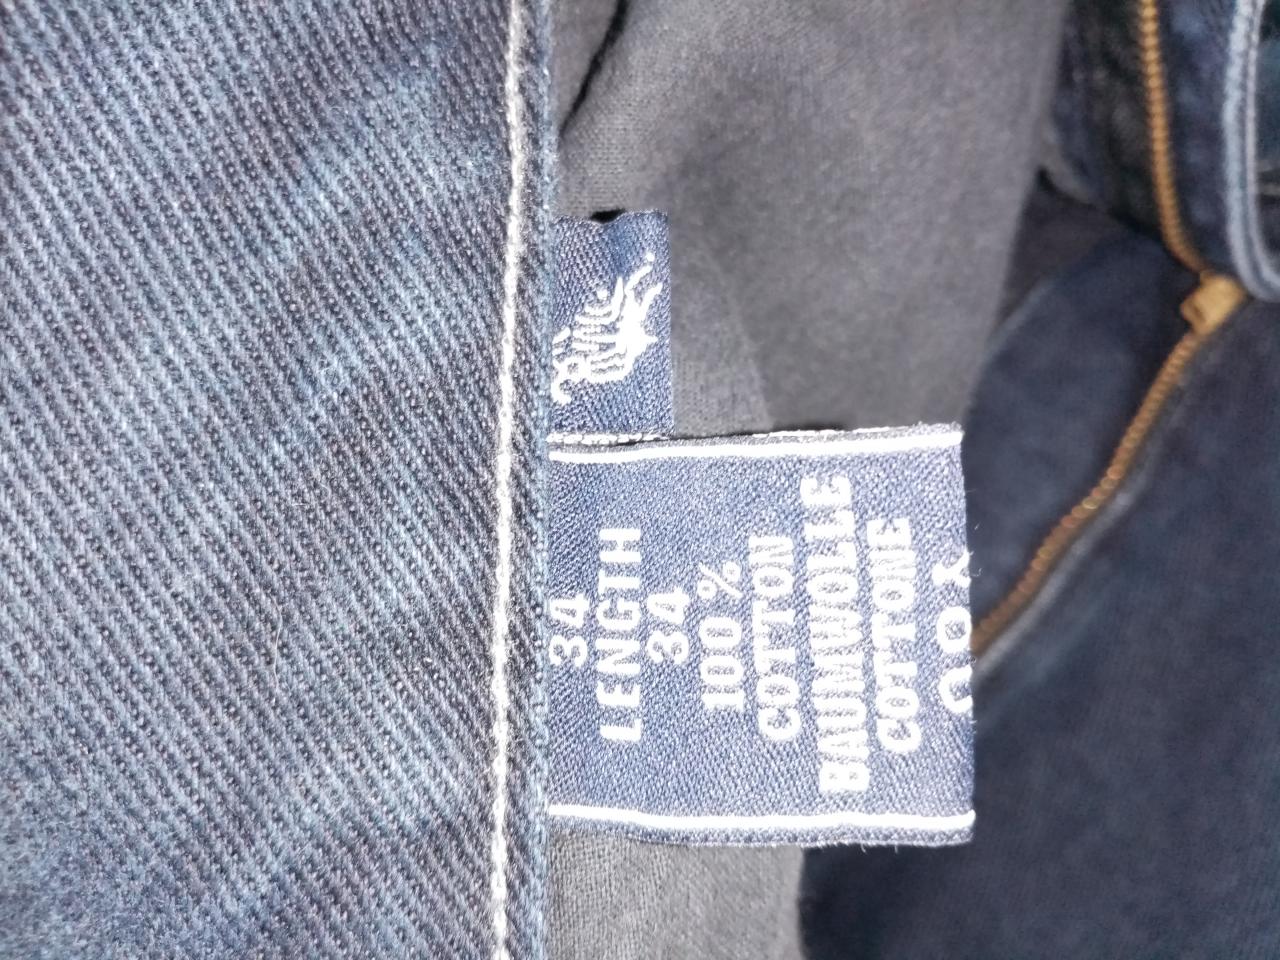 34
LENGTH
34
100 %
COTTON
BAUMWOLLE
COTTONE